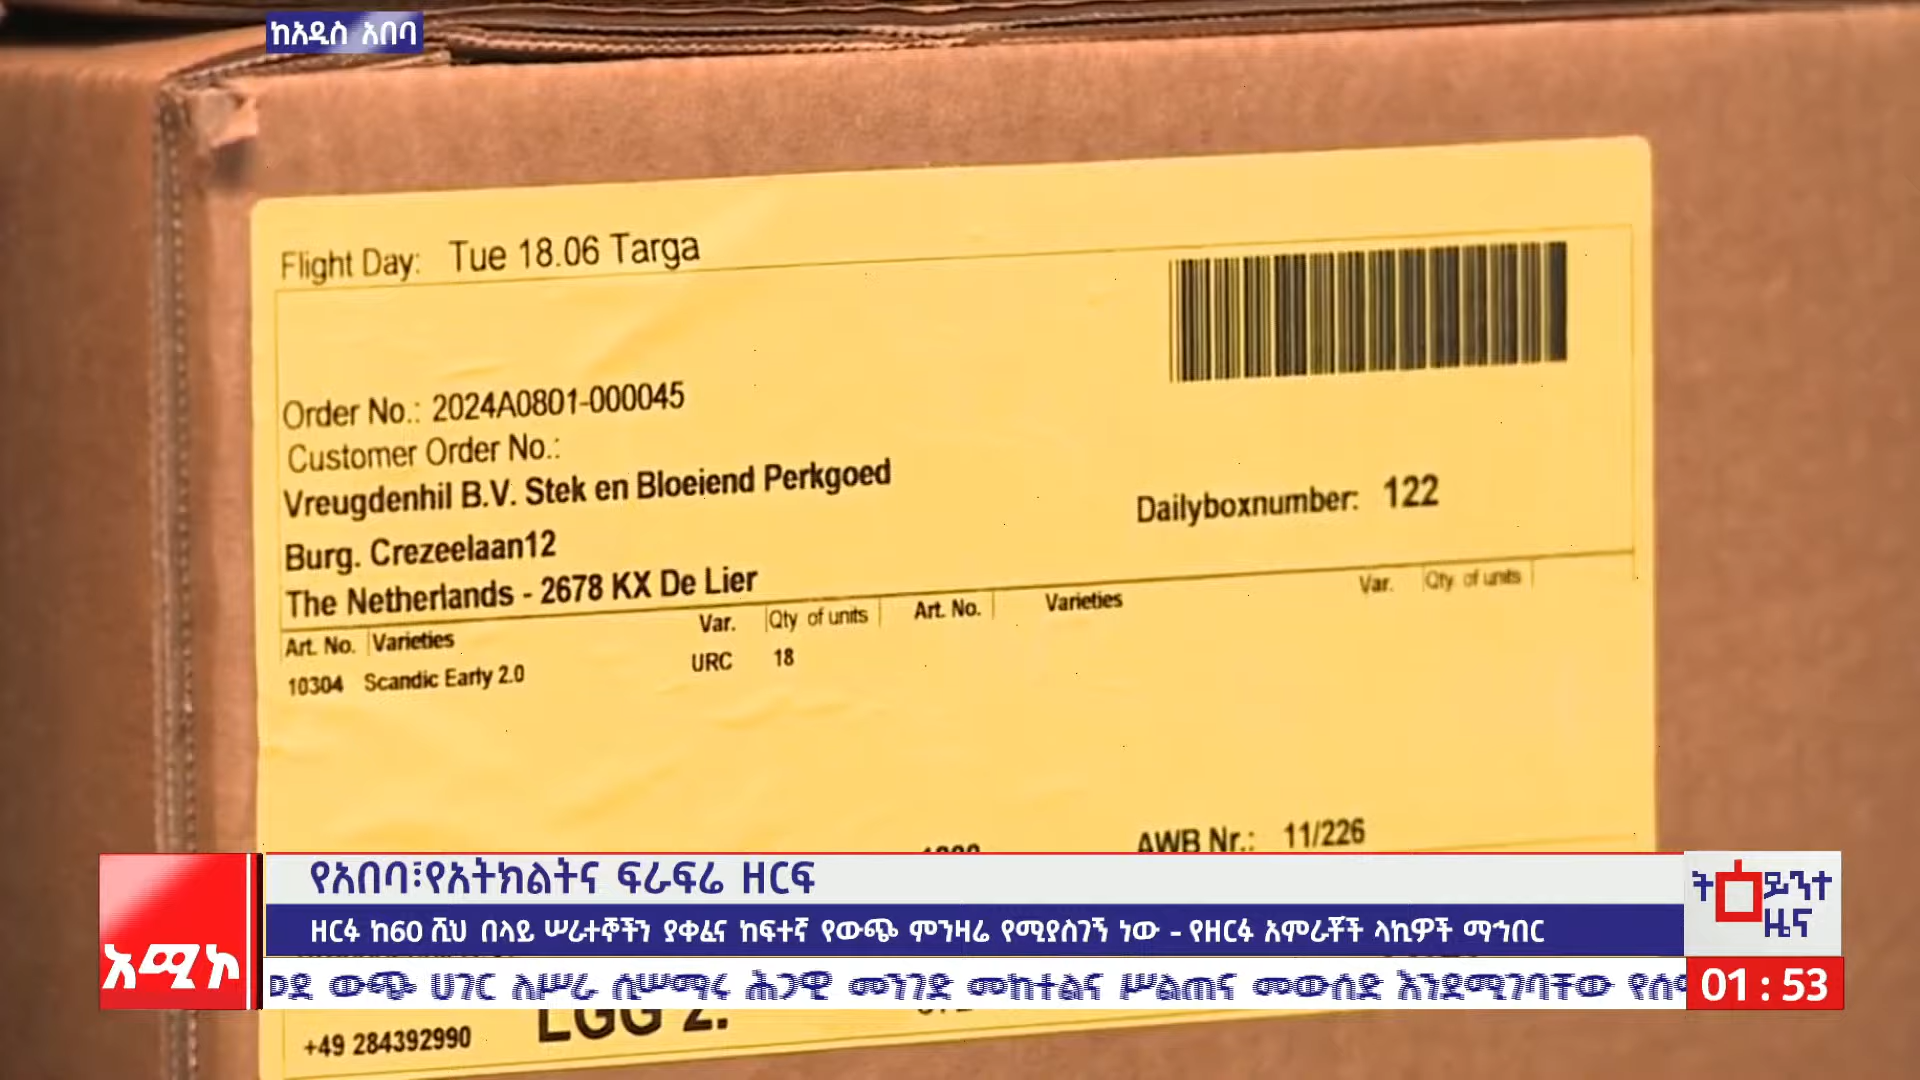 ከአዲስ አበባ
Flight Day: Tue 18.06 Targa
Order No.: 2024A0801-000045
Customer Order No.:
Vreugdenhil B.V. Stek en Bloeiend Perkgoed
Dailyboxnumber: 122
Burg. Crezeelaan12
The Netherlands - 2678 KX De Lier
Art. No. Varieties Var. Qty of units Art. No. Varieties Var. Qty of units
10304 Scandic Early 2.0 URC 18
AWB Nr.: 11/226
የአበባ፣የአትክልትና ፍራፍሬ ዘርፍ
ትዕይንተ ዜና
ዘርፉ ከ60 ሺህ በላይ ሠራተኞችን ያቀፈና ከፍተኛ የውጭ ምንዛሬ የሚያስገኝ ነው - የዘርፉ አምራቾች ላኪዎች ማኅበር
አሚኮ
ውጭ ሀገር ለሥራ ሲሠማሩ ሕጋዊ መንገድ መከተልና ሥልጠና መውሰድ እንደሚገባቸው
01:53
+49 284392990
LGG 2.